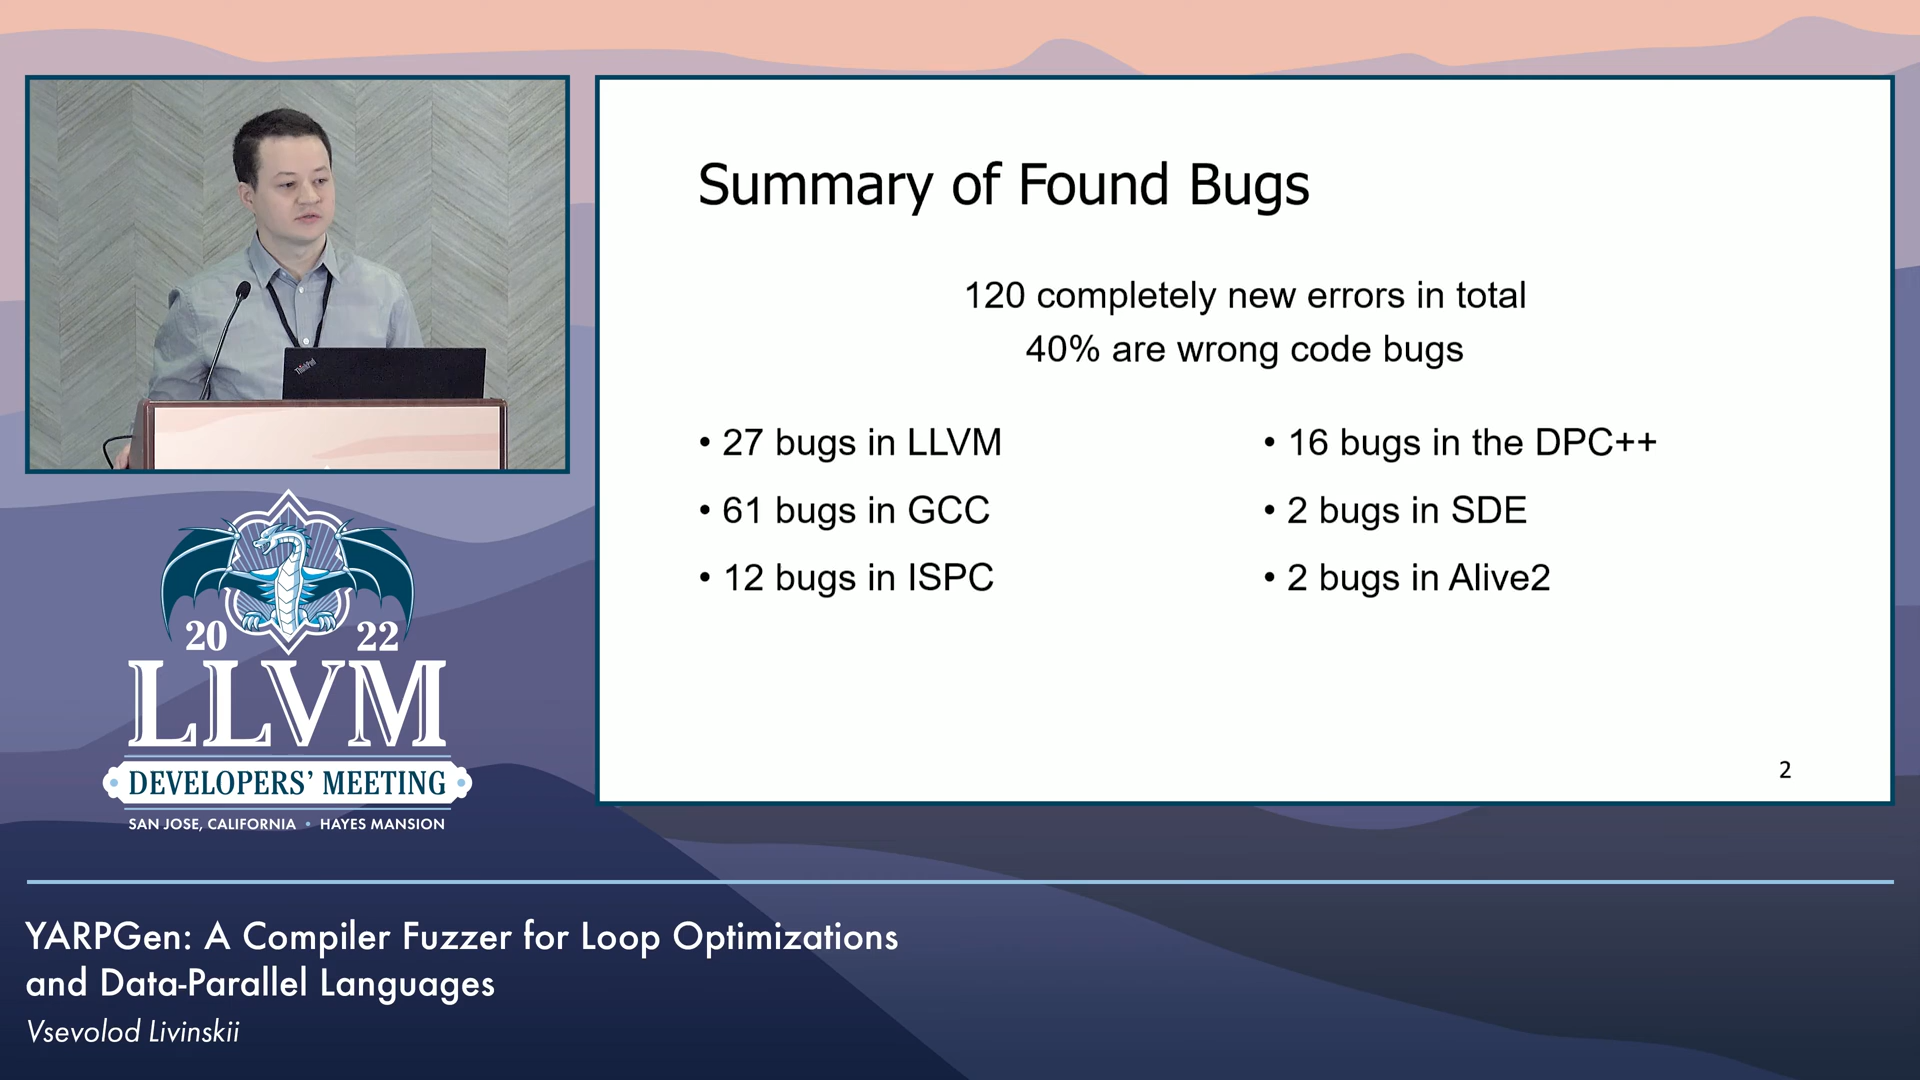 ThinkPad
Summary of Found Bugs
120 completely new errors in total
40% are wrong code bugs
• 27 bugs in LLVM
• 61 bugs in GCC
• 12 bugs in ISPC
• 16 bugs in the DPC++
• 2 bugs in SDE
• 2 bugs in Alive2
2
20 22
LLVM
DEVELOPERS’ MEETING
SAN JOSE, CALIFORNIA • HAYES MANSION
YARPGen: A Compiler Fuzzer for Loop Optimizations
and Data-Parallel Languages
Vsevolod Livinskii